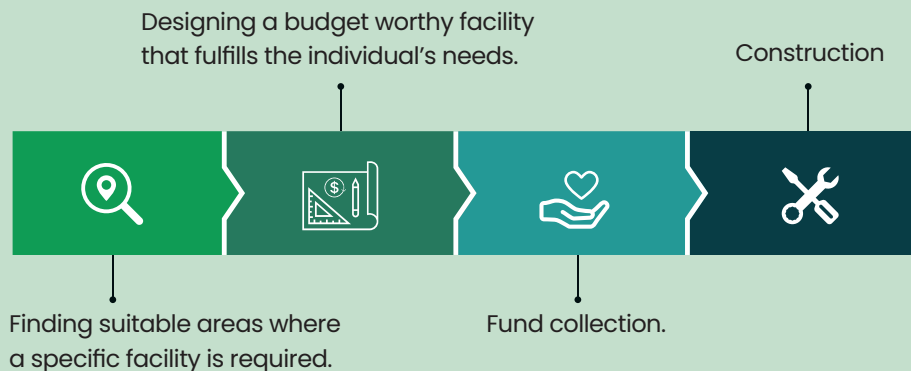 Designing a budget worthy facility
that fulfills the individual's needs.
Construction
$
Finding suitable areas where
a specific facility is required.
Fund collection.